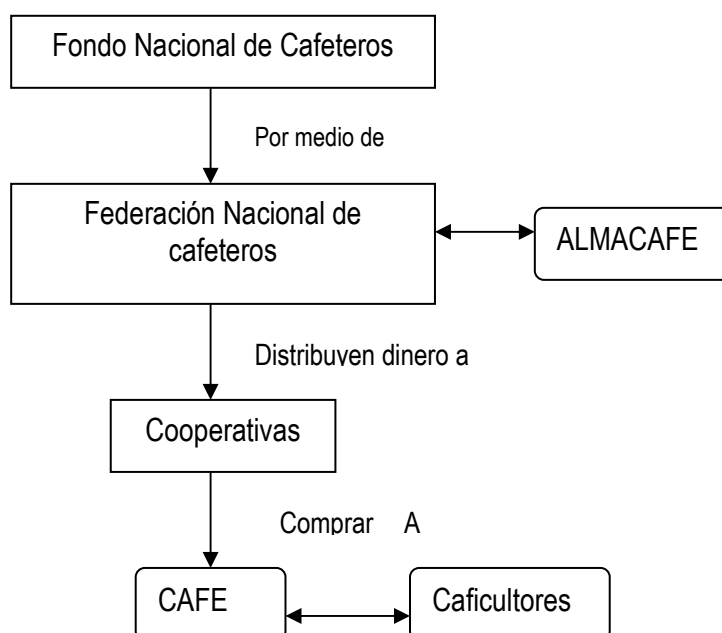 Fondo Nacional de Cafeteros
Por medio de
Federación Nacional de
cafeteros
ALMACAFE
Distribuyen dinero a
Cooperativas
Comprar A
CAFE
Caficultores